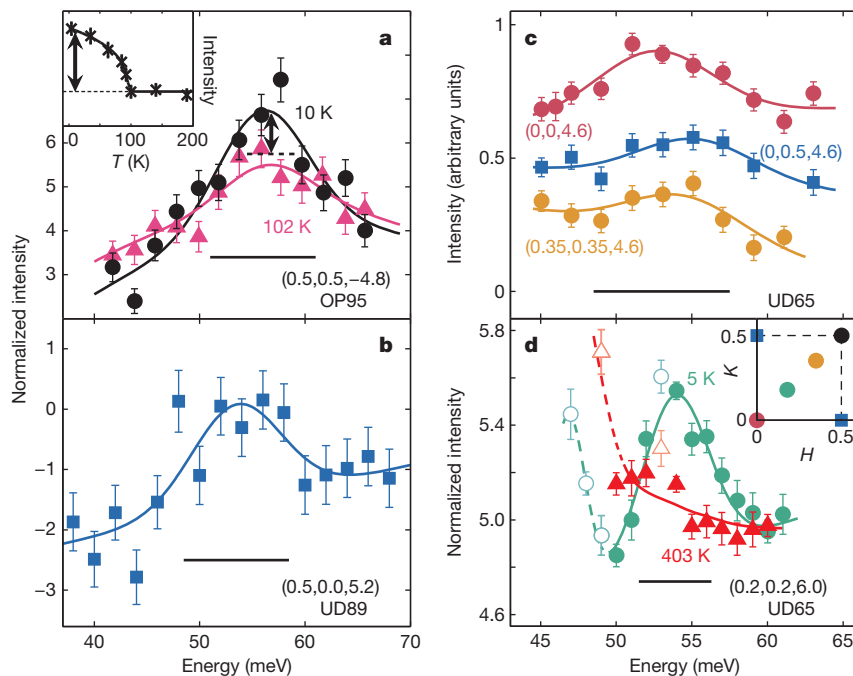 a
Intensity
0 100 200
T (K)
10 K
102 K
(0.5,0.5,−4.8)
OP95
6
5
4
3
Normalized intensity
b
−1
−2
−3
(0.5,0.0,5.2)
UD89
40 50 60 70
Energy (meV)
c
1
0.5
0
Intensity (arbitrary units)
(0,0,4.6)
(0,0.5,4.6)
(0.35,0.35,4.6)
UD65
d
5.8
5.4
5.0
4.6
Normalized intensity
5 K
403 K
0.5
K
0
0 0.5
H
(0.2,0.2,6.0)
UD65
45 50 55 60 65
Energy (meV)